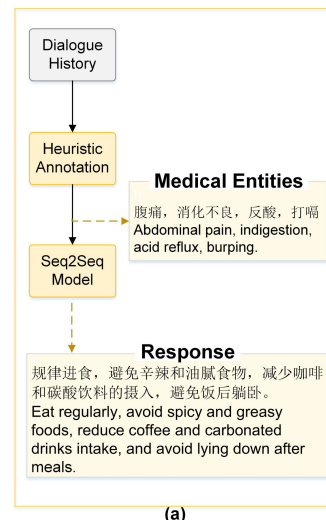 Dialogue
History
Heuristic
Annotation
Medical Entities
腹痛，消化不良，反酸，打嗝
Abdominal pain, indigestion,
acid reflux, burping.
Seq2Seq
Model
Response
规律进食，避免辛辣和油腻食物，减少咖啡
和碳酸饮料的摄入，避免饭后躺卧。
Eat regularly, avoid spicy and greasy
foods, reduce coffee and carbonated
drinks intake, and avoid lying down after
meals.
(a)